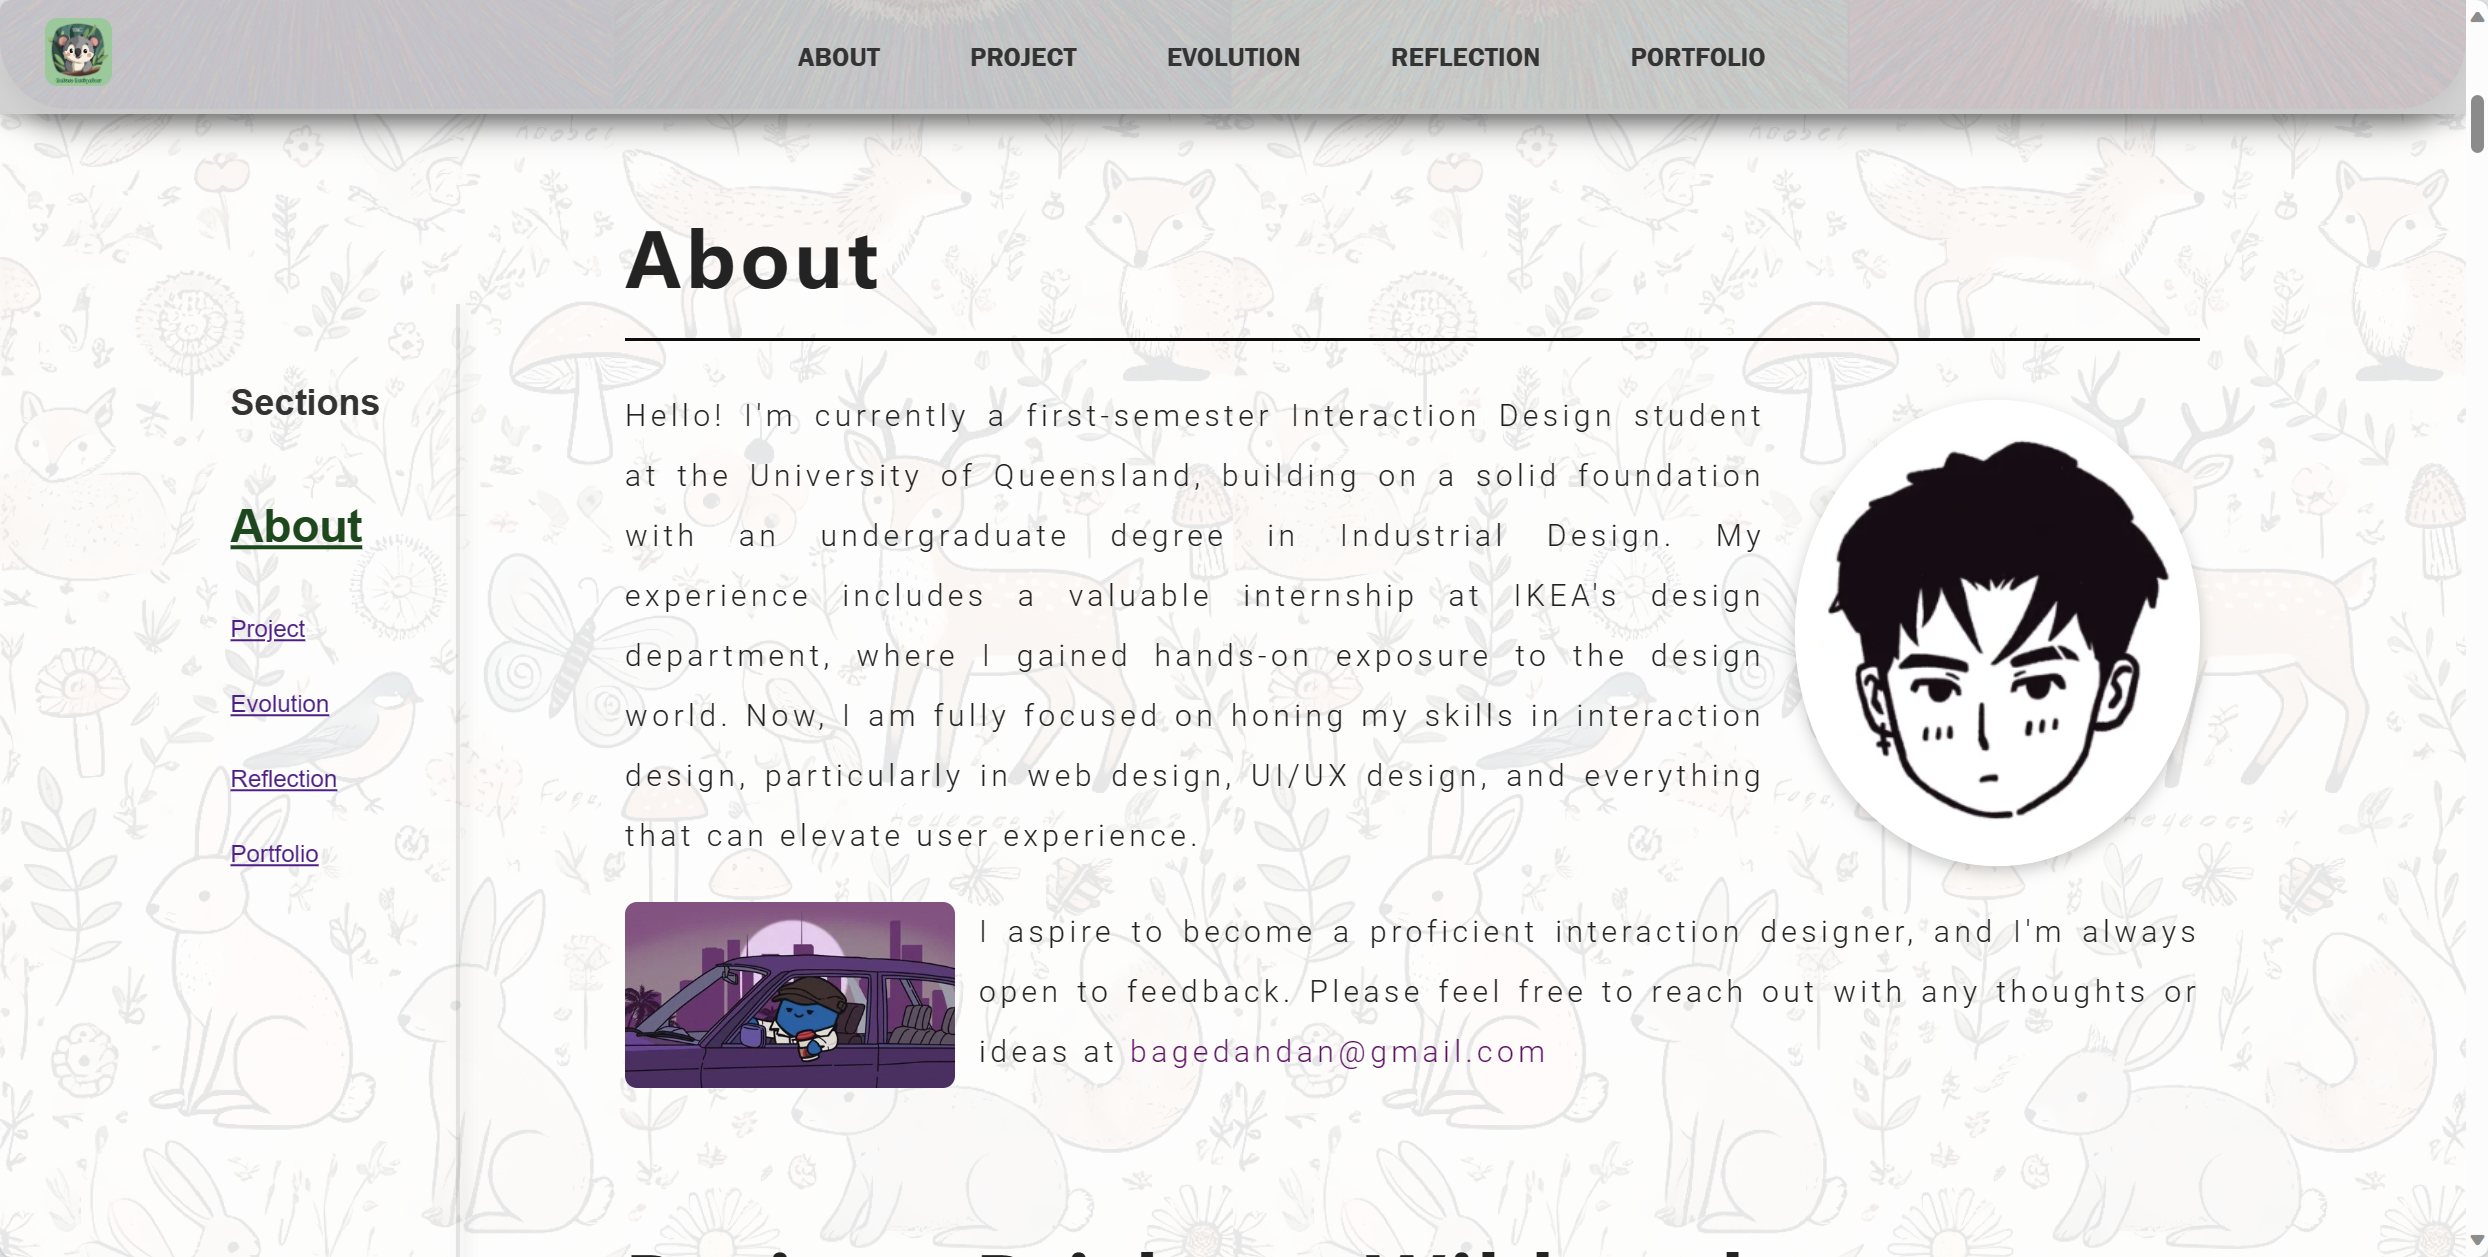 ABOUT PROJECT EVOLUTION REFLECTION PORTFOLIO
About
Sections
About
Project
Evolution
Reflection
Portfolio
Hello! I'm currently a first-semester Interaction Design student
at the University of Queensland, building on a solid foundation
with an undergraduate degree in Industrial Design. My
experience includes a valuable internship at IKEA's design
department, where I gained hands-on exposure to the design
world. Now, I am fully focused on honing my skills in interaction
design, particularly in web design, UI/UX design, and everything
that can elevate user experience.
I aspire to become a proficient interaction designer, and I'm always
open to feedback. Please feel free to reach out with any thoughts or
ideas at bagedandan@gmail.com